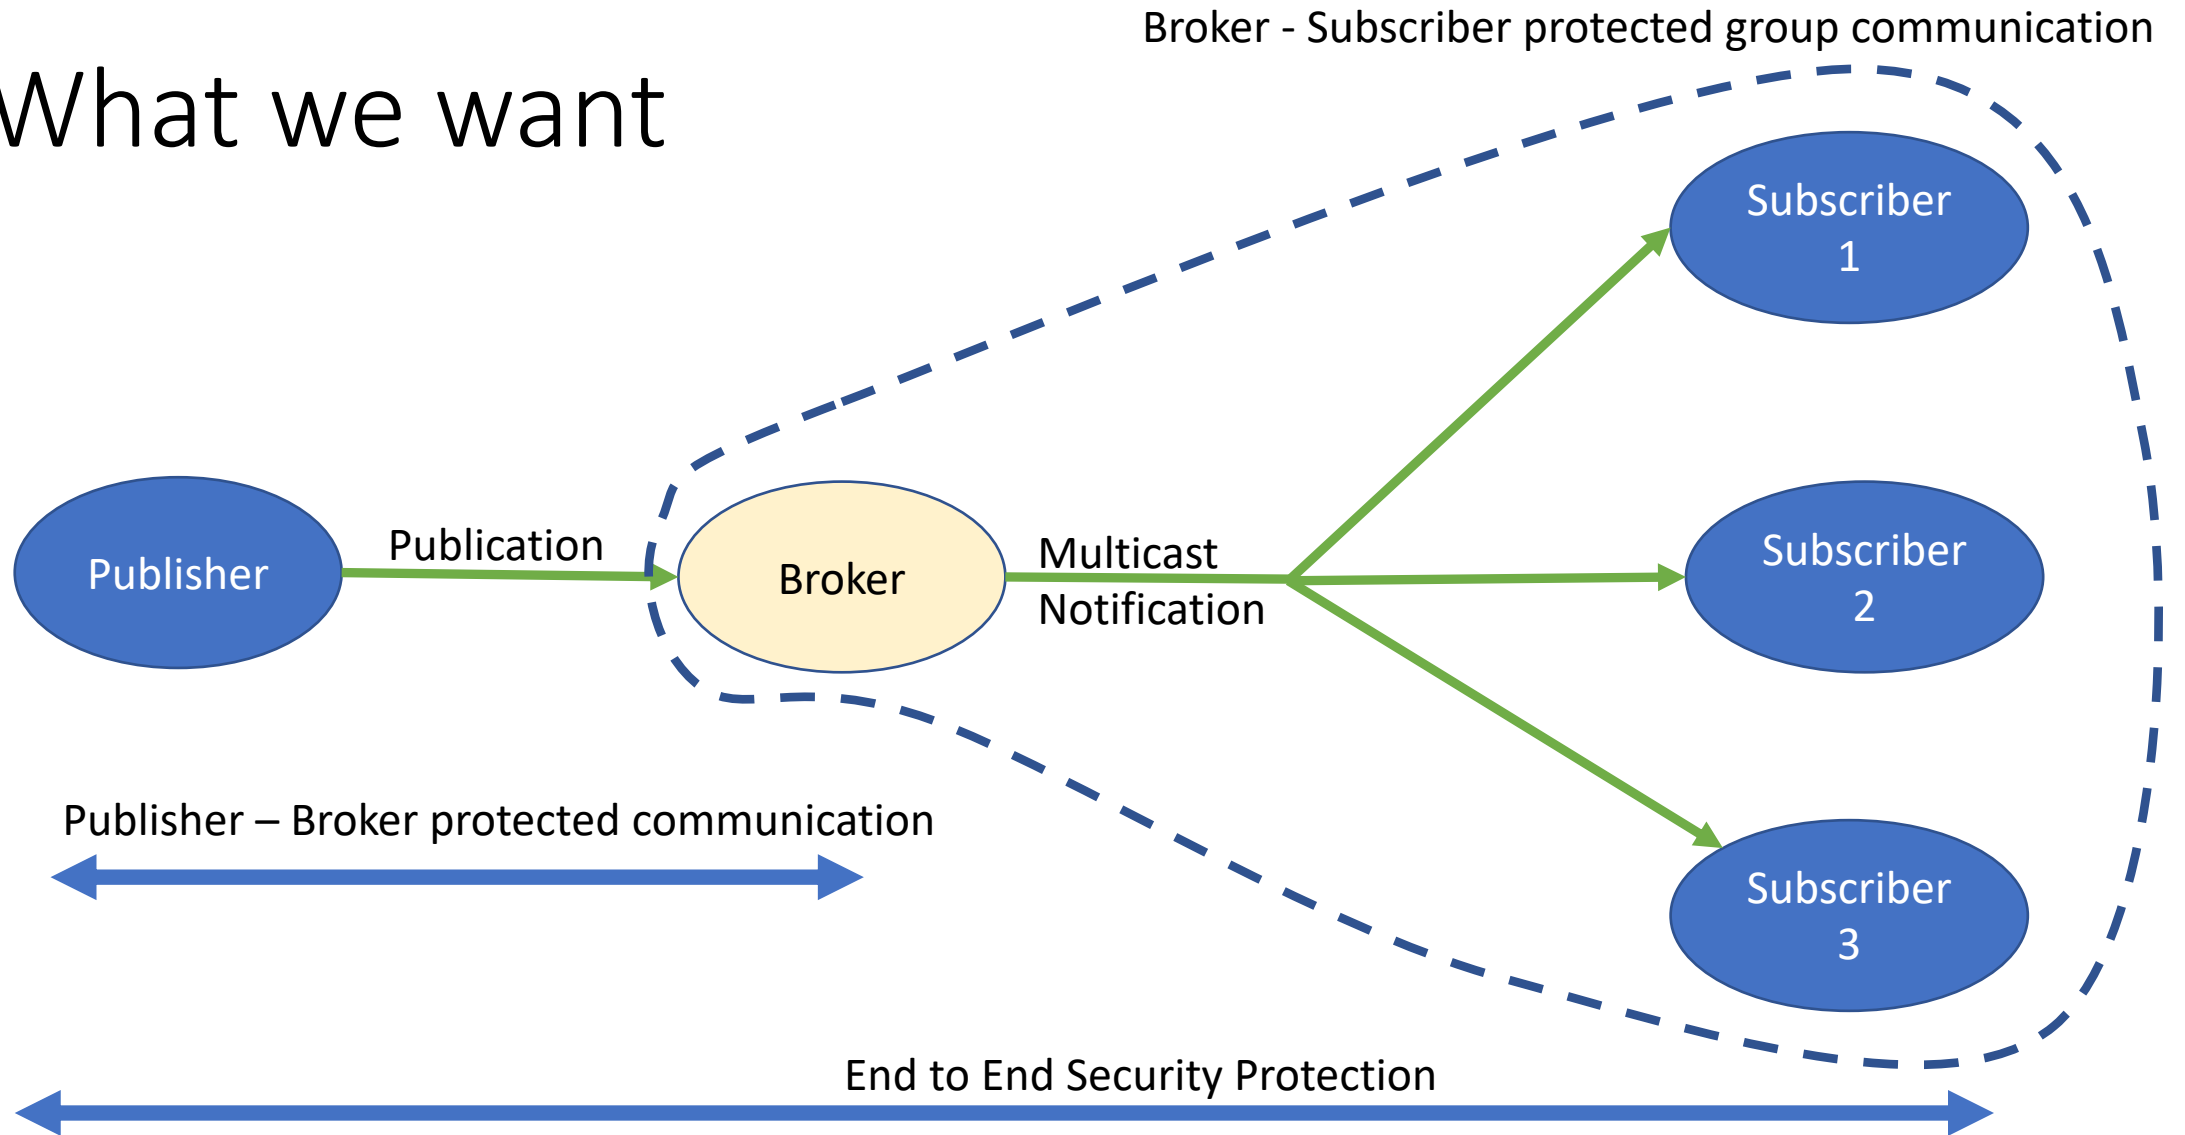 Broker - Subscriber protected group communication
What we want
Subscriber
1
Publisher
Publication
Broker
Multicast
Notification
Subscriber
2
Publisher – Broker protected communication
Subscriber
3
End to End Security Protection